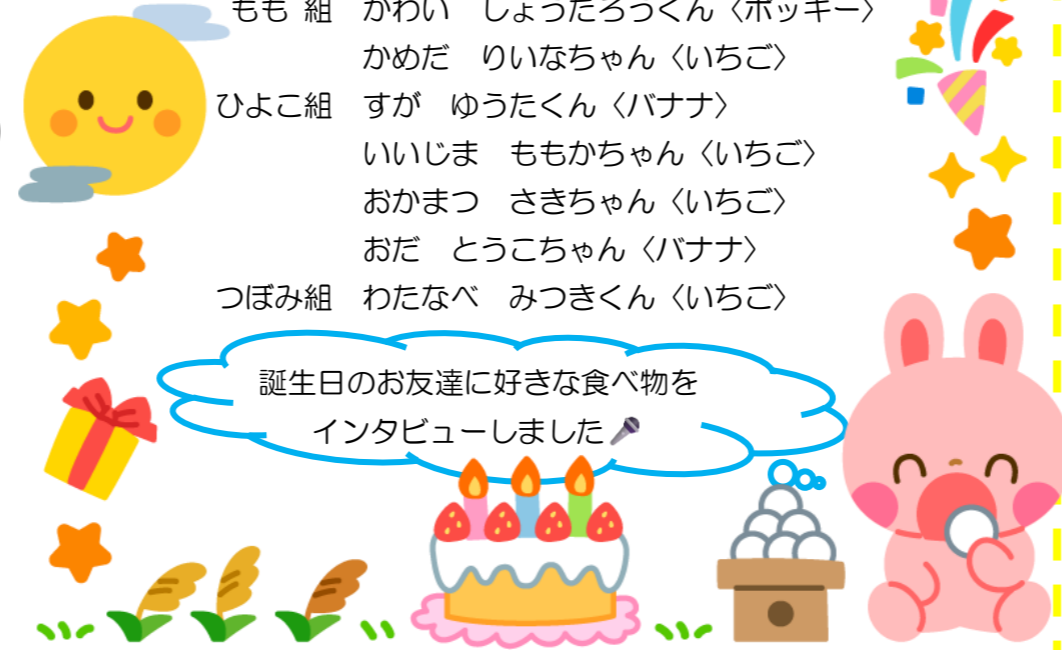 もも 組　かわい　しょうたろうくん〈ポッキー〉
かめだ　りいなちゃん〈いちご〉
ひよこ組　すが　ゆうたくん〈バナナ〉
いいじま　ももかちゃん〈いちご〉
おかまつ　さきちゃん〈いちご〉
おだ　とうこちゃん〈バナナ〉
つぼみ組　わたなべ　みつきくん〈いちご〉
誕生日のお友達に好きな食べ物を
インタビューしました🎤